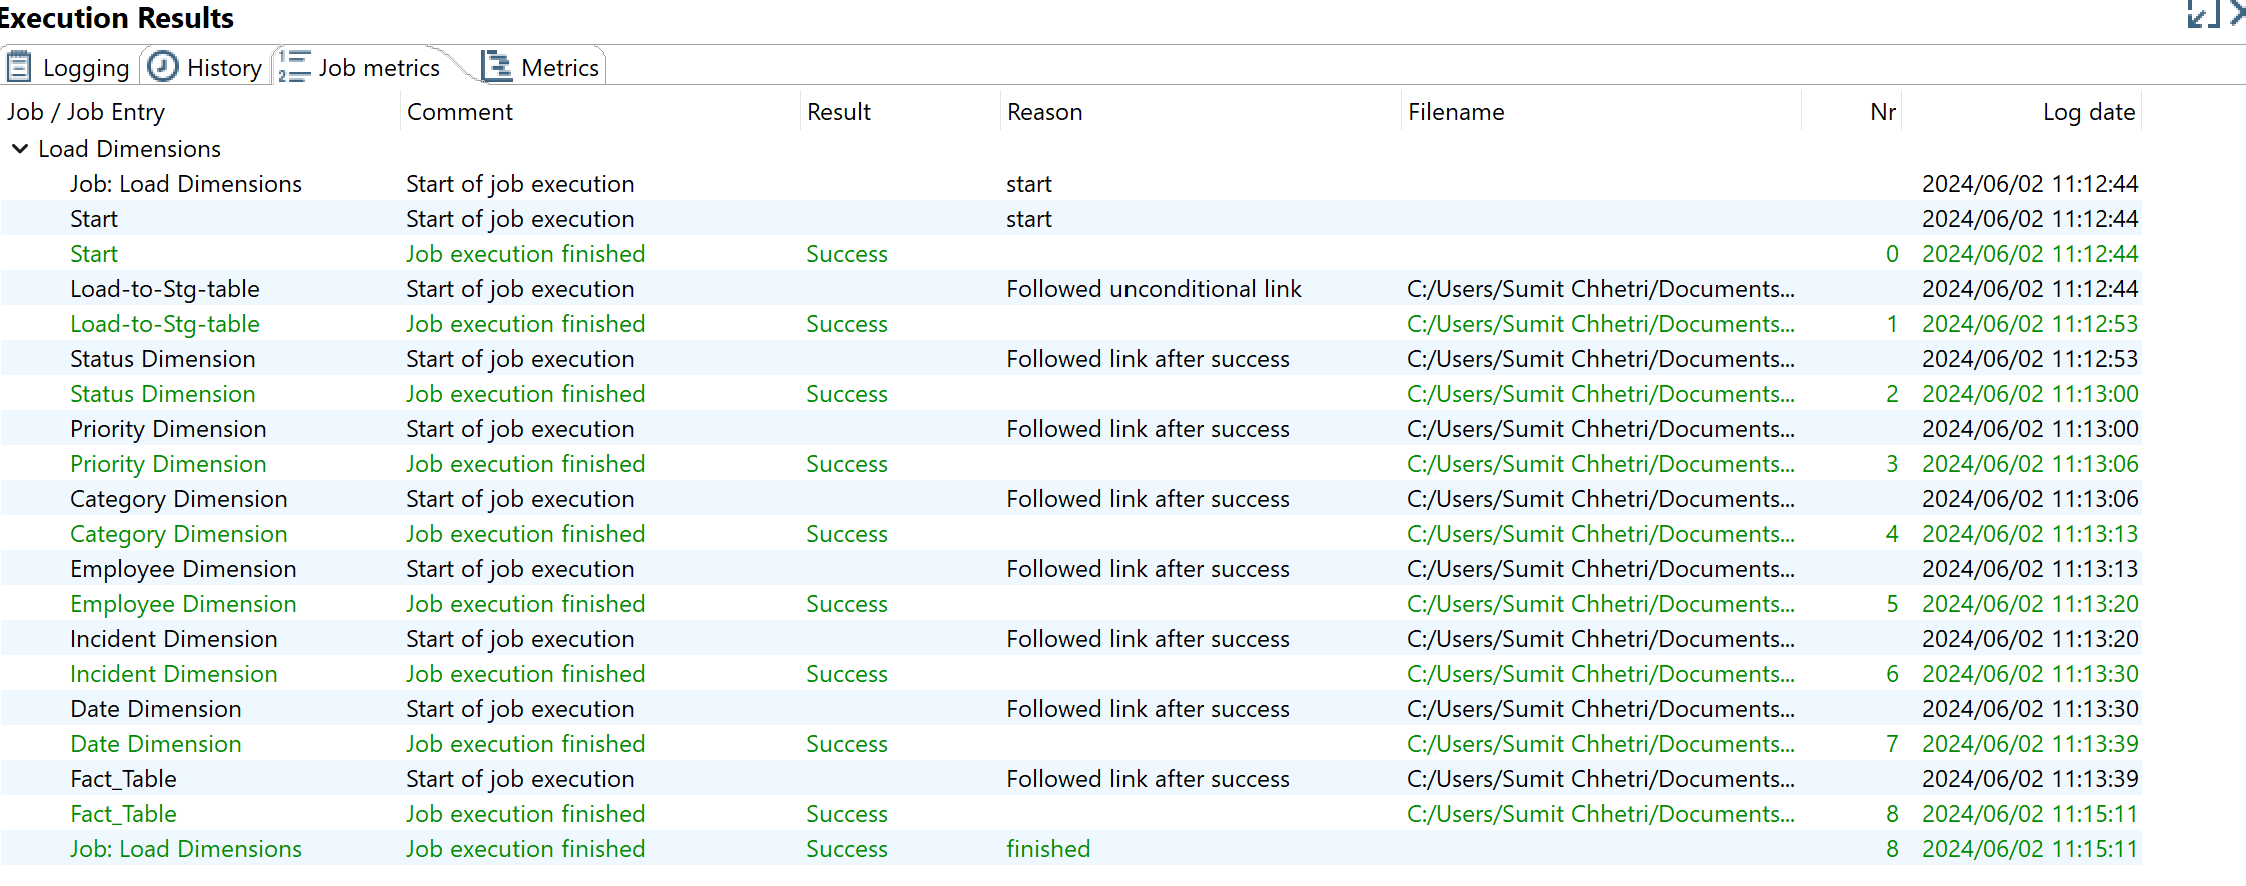 Execution Results
Logging History Job metrics Metrics
Job / Job Entry Comment Result Reason Filename Nr Log date
Load Dimensions
Job: Load Dimensions Start of job execution start 2024/06/02 11:12:44
Start Start of job execution start 2024/06/02 11:12:44
Start Job execution finished Success 0 2024/06/02 11:12:44
Load-to-Stg-table Start of job execution Followed unconditional link C:/Users/Sumit Chhetri/Documents... 2024/06/02 11:12:44
Load-to-Stg-table Job execution finished Success C:/Users/Sumit Chhetri/Documents... 1 2024/06/02 11:12:53
Status Dimension Start of job execution Followed link after success C:/Users/Sumit Chhetri/Documents... 2024/06/02 11:12:53
Status Dimension Job execution finished Success C:/Users/Sumit Chhetri/Documents... 2 2024/06/02 11:13:00
Priority Dimension Start of job execution Followed link after success C:/Users/Sumit Chhetri/Documents... 2024/06/02 11:13:00
Priority Dimension Job execution finished Success C:/Users/Sumit Chhetri/Documents... 3 2024/06/02 11:13:06
Category Dimension Start of job execution Followed link after success C:/Users/Sumit Chhetri/Documents... 2024/06/02 11:13:06
Category Dimension Job execution finished Success C:/Users/Sumit Chhetri/Documents... 4 2024/06/02 11:13:13
Employee Dimension Start of job execution Followed link after success C:/Users/Sumit Chhetri/Documents... 2024/06/02 11:13:13
Employee Dimension Job execution finished Success C:/Users/Sumit Chhetri/Documents... 5 2024/06/02 11:13:20
Incident Dimension Start of job execution Followed link after success C:/Users/Sumit Chhetri/Documents... 2024/06/02 11:13:20
Incident Dimension Job execution finished Success C:/Users/Sumit Chhetri/Documents... 6 2024/06/02 11:13:30
Date Dimension Start of job execution Followed link after success C:/Users/Sumit Chhetri/Documents... 2024/06/02 11:13:30
Date Dimension Job execution finished Success C:/Users/Sumit Chhetri/Documents... 7 2024/06/02 11:13:39
Fact_Table Start of job execution Followed link after success C:/Users/Sumit Chhetri/Documents... 2024/06/02 11:13:39
Fact_Table Job execution finished Success C:/Users/Sumit Chhetri/Documents... 8 2024/06/02 11:15:11
Job: Load Dimensions Job execution finished Success finished 8 2024/06/02 11:15:11